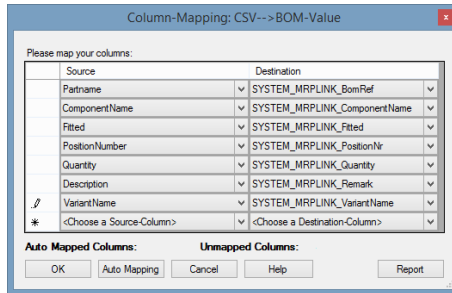 Column-Mapping: CSV-->BOM-Value
x
Please map your columns:
Source Destination
Partname SYSTEM_MRPLINK_BomRef
ComponentName SYSTEM_MRPLINK_ComponentName
Fitted SYSTEM_MRPLINK_Fitted
PositionNumber SYSTEM_MRPLINK_PositionNr
Quantity SYSTEM_MRPLINK_Quantity
Description SYSTEM_MRPLINK_Remark
VariantName SYSTEM_MRPLINK_VariantName
<Choose a Source-Column> <Choose a Destination-Column>
Auto Mapped Columns: Unmapped Columns:
OK Auto Mapping Cancel Help Report